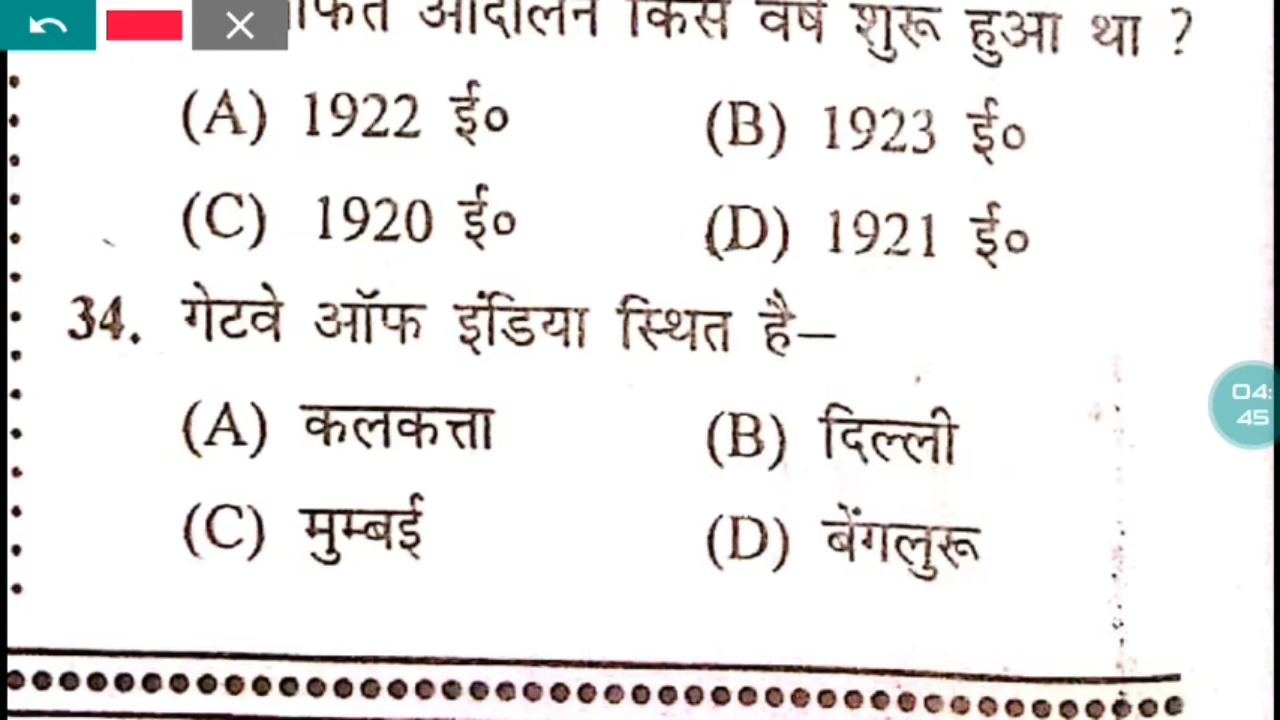 आंदोलन किस वर्ष शुरू हुआ था ?
(A) 1922 ई० (B) 1923 ई०
(C) 1920 ई० (D) 1921 ई०
34. गेटवे ऑफ इंडिया स्थित है—
(A) कलकत्ता (B) दिल्ली
(C) मुम्बई (D) बेंगलुरू
04:
45